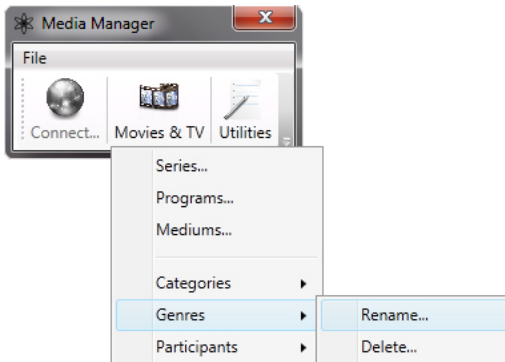 Media Manager
File
Connect... Movies & TV Utilities
Series...
Programs...
Mediums...
Categories
Genres Rename...
Participants Delete...